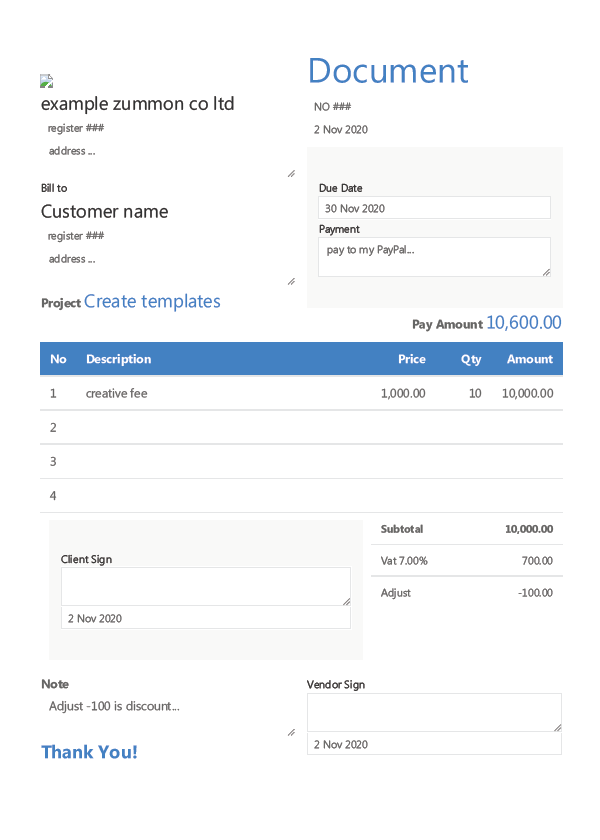 Document
example zummon co ltd
NO ###
register ###
2 Nov 2020
address ...
Bill to
Due Date
Customer name
30 Nov 2020
register ###
Payment
address ...
pay to my PayPal...
Project Create templates
Pay Amount 10,600.00
No Description Price Qty Amount
1 creative fee 1,000.00 10 10,000.00
2
3
4
Subtotal 10,000.00
Client Sign
Vat 7.00% 700.00
Adjust -100.00
2 Nov 2020
Note
Vendor Sign
Adjust -100 is discount...
2 Nov 2020
Thank You!